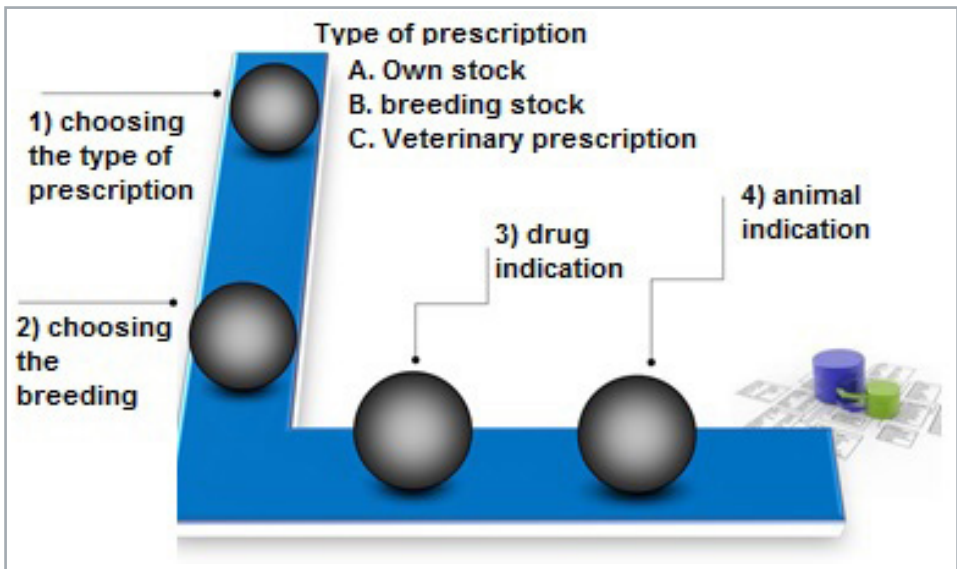 Type of prescription
A. Own stock
B. breeding stock
C. Veterinary prescription
1) choosing
the type of
prescription
2) choosing
the
breeding
3) drug
indication
4) animal
indication